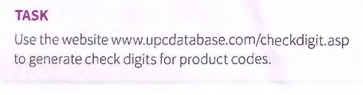 TASK
Use the website www.upcdatabase.com/checkdigit.asp
to generate check digits for product codes.